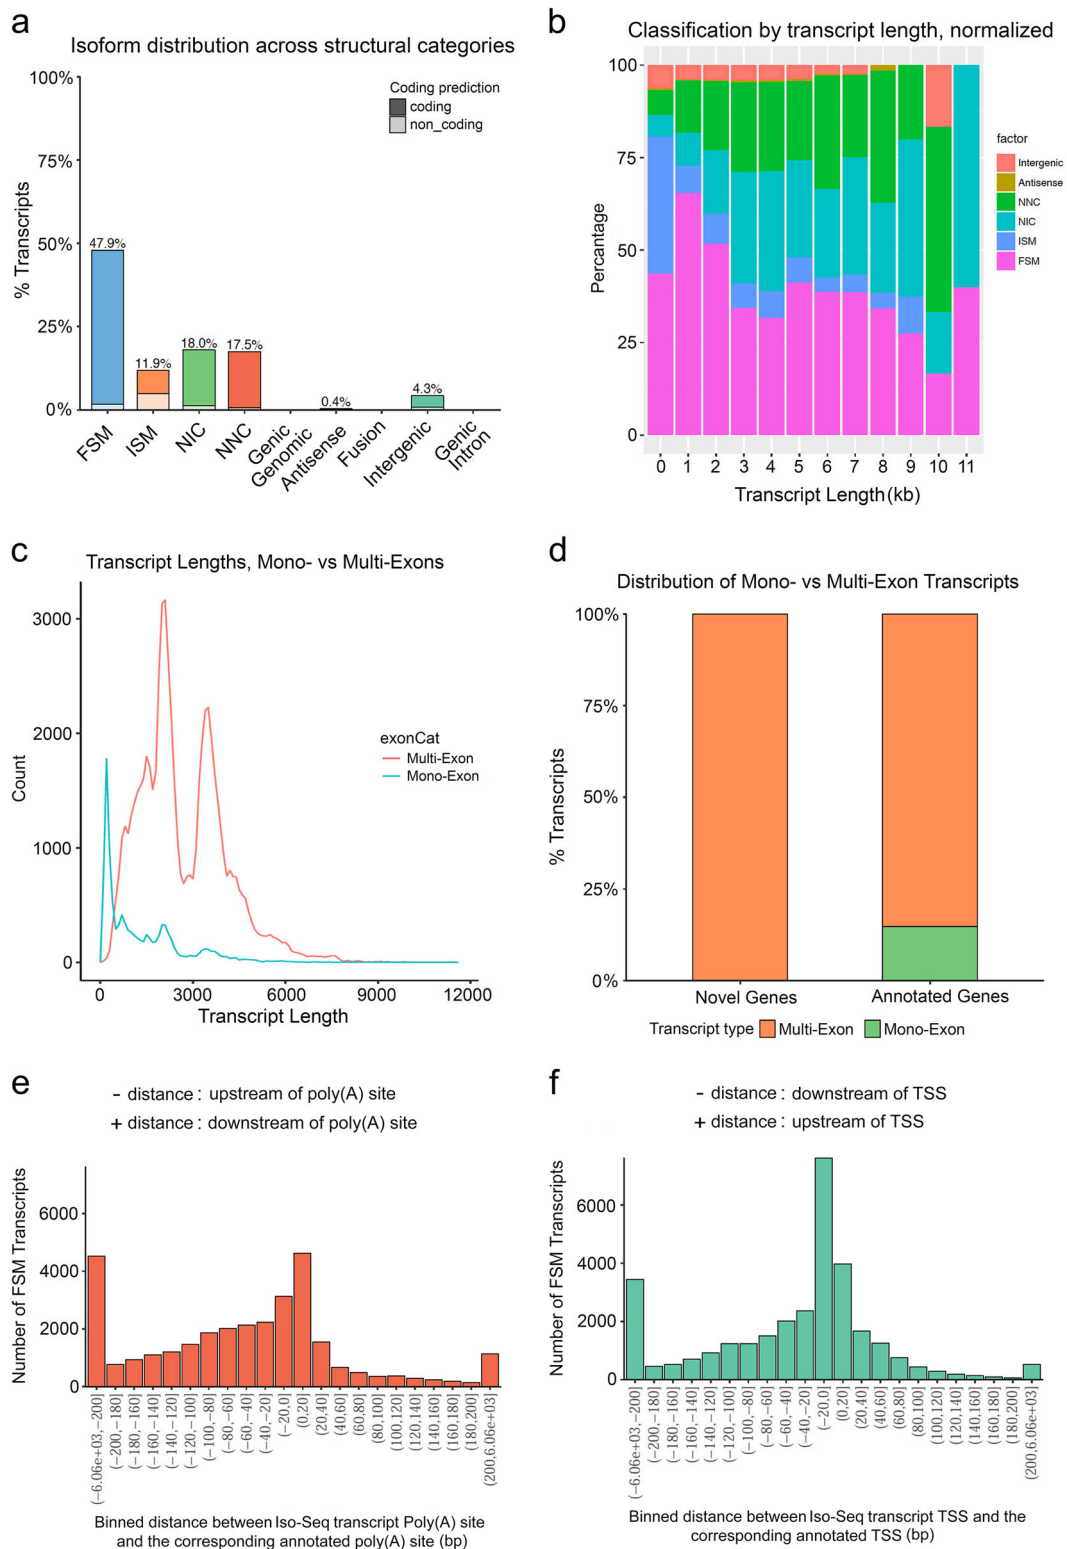 a
Isoform distribution across structural categories
Coding prediction
coding
non_coding
% Transcripts
100%
75%
50%
25%
0%
47.9%
11.9%
18.0%
17.5%
0.4%
4.3%
FSM
ISM
NIC
NNC
Genic
Genomic
Antisense
Fusion
Intergenic
Genic
Intron
b
Classification by transcript length, normalized
Percentage
100
75
50
25
0
0 1 2 3 4 5 6 7 8 9 10 11
Transcript Length(kb)
factor
Intergenic
Antisense
NNC
NIC
ISM
FSM
c
Transcript Lengths, Mono- vs Multi-Exons
Count
3000
2000
1000
0
exonCat
Multi-Exon
Mono-Exon
0 3000 6000 9000 12000
Transcript Length
d
Distribution of Mono- vs Multi-Exon Transcripts
% Transcripts
100%
75%
50%
25%
0%
Novel Genes Annotated Genes
Transcript type Multi-Exon Mono-Exon
e
- distance : upstream of poly(A) site
+ distance : downstream of poly(A) site
Number of FSM Transcripts
6000
4000
2000
0
(−6.06e+03,−200]
(−200,−180]
(−180,−160]
(−160,−140]
(−140,−120]
(−120,−100]
(−100,−80]
(−80,−60]
(−60,−40]
(−40,−20]
(−20,0]
(0,20]
(20,40]
(40,60]
(60,80]
(80,100]
(100,120]
(120,140]
(140,160]
(160,180]
(180,200]
(200,6.06e+03]
Binned distance between Iso-Seq transcript Poly(A) site
and the corresponding annotated poly(A) site (bp)
f
- distance : downstream of TSS
+ distance : upstream of TSS
Number of FSM Transcripts
6000
4000
2000
0
(−6.06e+03,−200]
(−200,−180]
(−180,−160]
(−160,−140]
(−140,−120]
(−120,−100]
(−100,−80]
(−80,−60]
(−60,−40]
(−40,−20]
(−20,0]
(0,20]
(20,40]
(40,60]
(60,80]
(80,100]
(100,120]
(120,140]
(140,160]
(160,180]
(180,200]
(200,6.06e+03]
Binned distance between Iso-Seq transcript TSS and the
corresponding annotated TSS (bp)